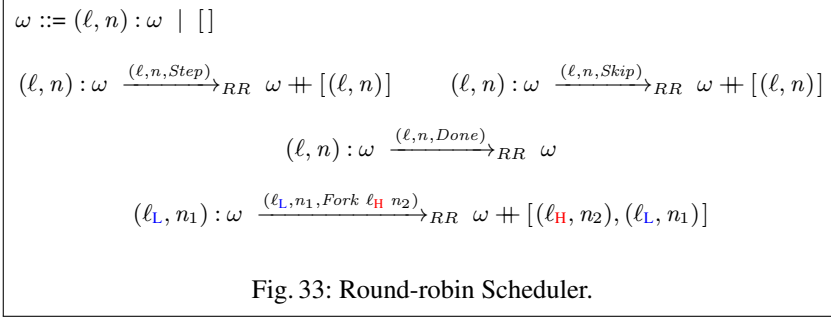 ω ::= (ℓ, n) : ω | [ ]
(ℓ, n) : ω —(ℓ,n,Step)→RR ω ++ [(ℓ, n)]    (ℓ, n) : ω —(ℓ,n,Skip)→RR ω ++ [(ℓ, n)]
(ℓ, n) : ω —(ℓ,n,Done)→RR ω
(ℓL, n1) : ω —(ℓL,n1,Fork ℓH n2)→RR ω ++ [(ℓH, n2), (ℓL, n1)]
Fig. 33: Round-robin Scheduler.